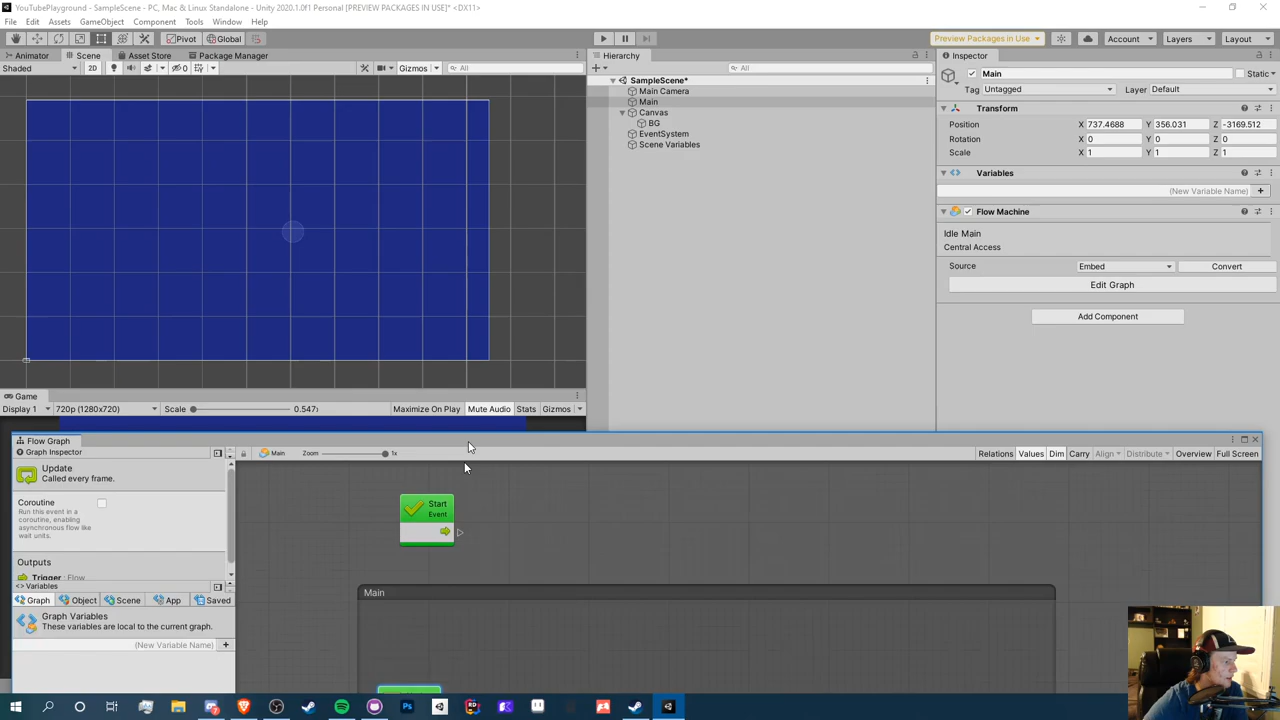 YouTubePlayground - SampleScene - PC, Mac & Linux Standalone - Unity 2020.1.0f1 Personal [PREVIEW PACKAGES IN USE]* <DX11>
File Edit Assets GameObject Component Tools Window Help
Pivot Global Preview Packages in Use Account Layers Layout
Animator Scene Asset Store Package Manager
Shaded 2D 0 Gizmos All
Hierarchy
All
SampleScene*
Main Camera
Main
Canvas
BG
EventSystem
Scene Variables
Inspector
Main Static
Tag Untagged Layer Default
Transform
Position X 737.4688 Y 356.031 Z -3169.512
Rotation X 0 Y 0 Z 0
Scale X 1 Y 1 Z 1
Variables
(New Variable Name) +
Flow Machine
Idle Main
Central Access
Source Embed Convert
Edit Graph
Add Component
Game
Display 1 720p (1280x720) Scale 0.547x Maximize On Play Mute Audio Stats Gizmos
Flow Graph
Graph Inspector
Main Zoom 1x Relations Values Dim Carry Align Distribute Overview Full Screen
Update
Called every frame.
Coroutine
Run this event in a
coroutine, enabling
asynchronous flow like
wait units.
Outputs
Trigger : Flow
Variables
Graph Object Scene App Saved
Graph Variables
These variables are local to the current graph.
(New Variable Name) +
Start
Event
Main